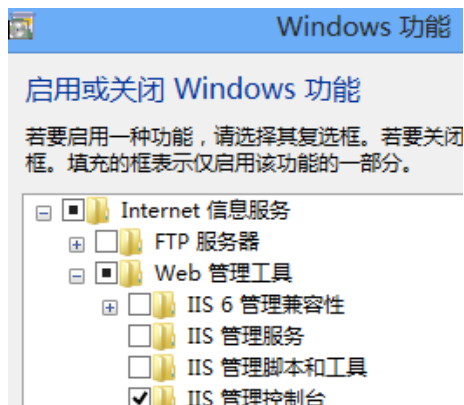 Windows 功能
启用或关闭 Windows 功能
若要启用一种功能，请选择其复选框。若要关闭
框。填充的框表示仅启用该功能的一部分。
Internet 信息服务
FTP 服务器
Web 管理工具
IIS 6 管理兼容性
IIS 管理服务
IIS 管理脚本和工具
IIS 管理控制台